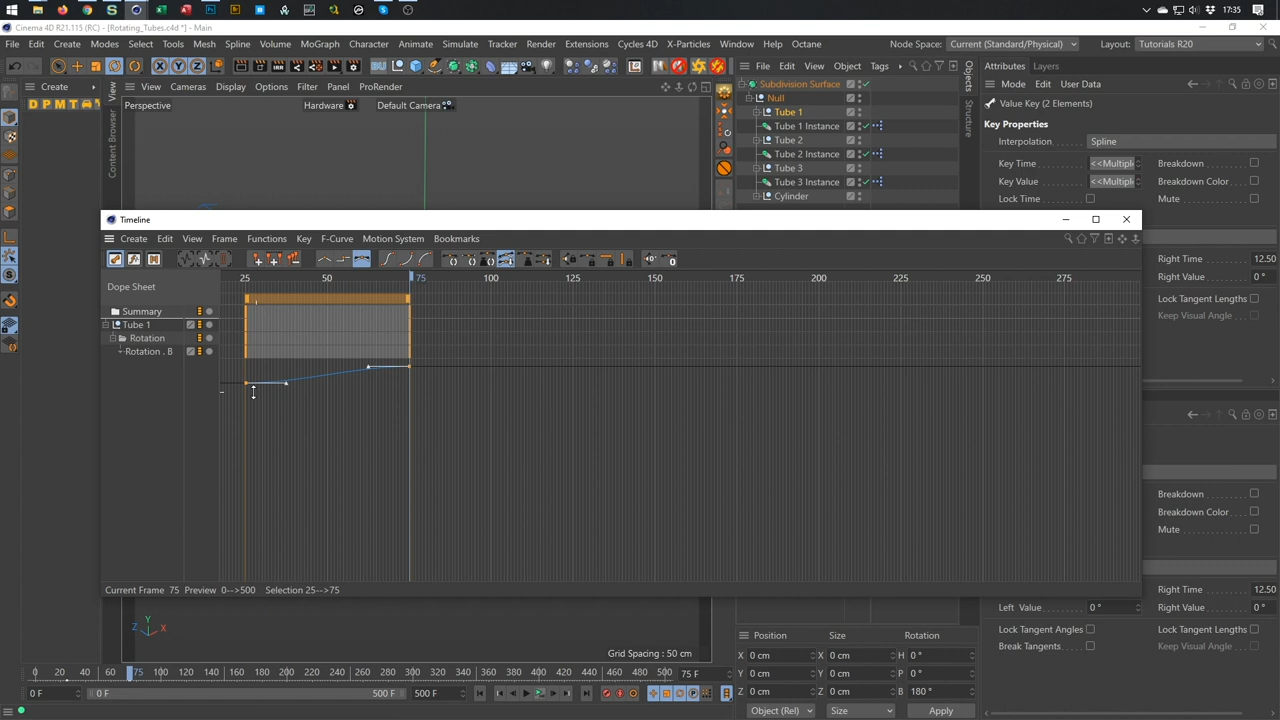 17:35
Cinema 4D R21.115 (RC) - [Rotating_Tubes.c4d *] - Main
File Edit Create Modes Select Tools Mesh Spline Volume MoGraph Character Animate Simulate Tracker Render Extensions Cycles 4D X-Particles Window Help Octane Node Space: Current (Standard/Physical) Layout: Tutorials R20
Create View Cameras Display Options Filter Panel ProRender File Edit View Object Tags Attributes Layers
Mode Edit User Data
Perspective Hardware Default Camera
D P M T
Content Browser View
Objects Structure
Subdivision Surface
Null
Tube 1
Tube 1 Instance
Tube 2
Tube 2 Instance
Tube 3
Tube 3 Instance
Cylinder
Value Key (2 Elements)
Key Properties
Interpolation Spline
Key Time <<Multipl Breakdown
Key Value <<Multipl Breakdown Color
Lock Time Mute
Timeline
Create Edit View Frame Functions Key F-Curve Motion System Bookmarks
25 50 75 100 125 150 175 200 225 250 275
Dope Sheet
Summary
Tube 1
Rotation
Rotation . B
Current Frame 75 Preview 0-->500 Selection 25-->75
Right Time 12.50
Right Value 0 °
Lock Tangent Lengths
Keep Visual Angle
Breakdown
Breakdown Color
Mute
Right Time 12.50
Left Value 0 ° Right Value 0 °
Lock Tangent Angles Lock Tangent Lengths
Break Tangents Keep Visual Angle
Y
Z X
Grid Spacing : 50 cm
Position Size Rotation
X 0 cm X 0 cm H 0 °
Y 0 cm Y 0 cm P 0 °
Z 0 cm Z 0 cm B 180 °
Object (Rel) Size Apply
0 20 40 60 75 80 100 120 140 160 180 200 220 240 260 280 300 320 340 360 380 400 420 440 460 480 500 75 F
0 F 0 F 500 F 500 F